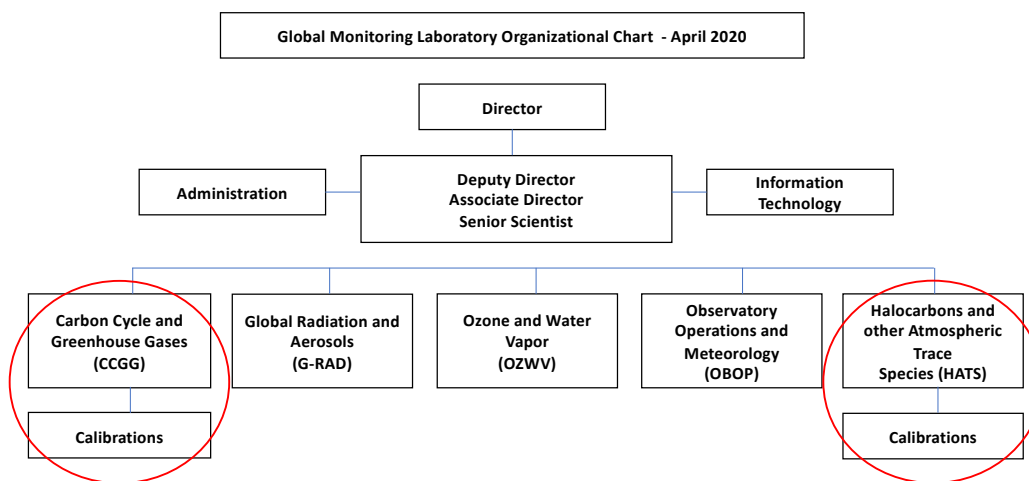 Global Monitoring Laboratory Organizational Chart - April 2020
Director
Administration
Deputy Director
Associate Director
Senior Scientist
Information
Technology
Carbon Cycle and
Greenhouse Gases
(CCGG)
Global Radiation and
Aerosols
(G-RAD)
Ozone and Water
Vapor
(OZWV)
Observatory
Operations and
Meteorology
(OBOP)
Halocarbons and
other Atmospheric
Trace
Species (HATS)
Calibrations
Calibrations